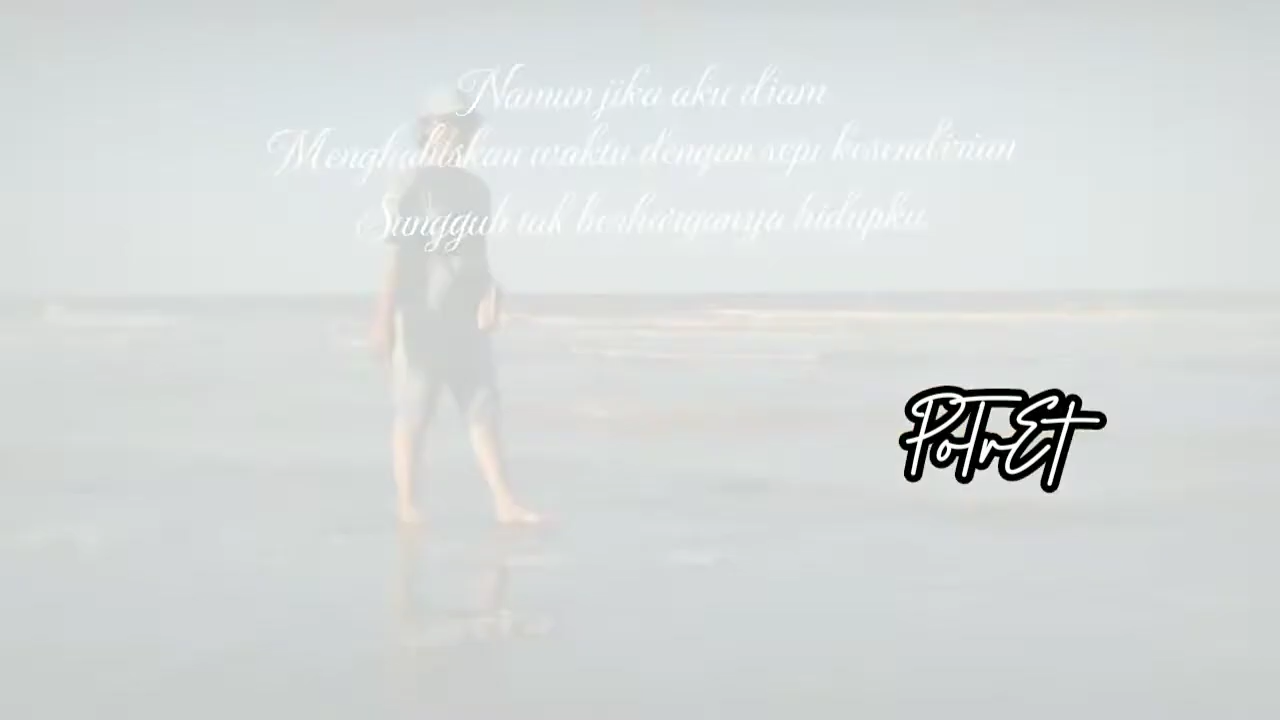 Namun jika aku diam
Menghabiskan waktu dengan sepi kesendirian
Sungguh tak berharganya hidupku
PoTrEt